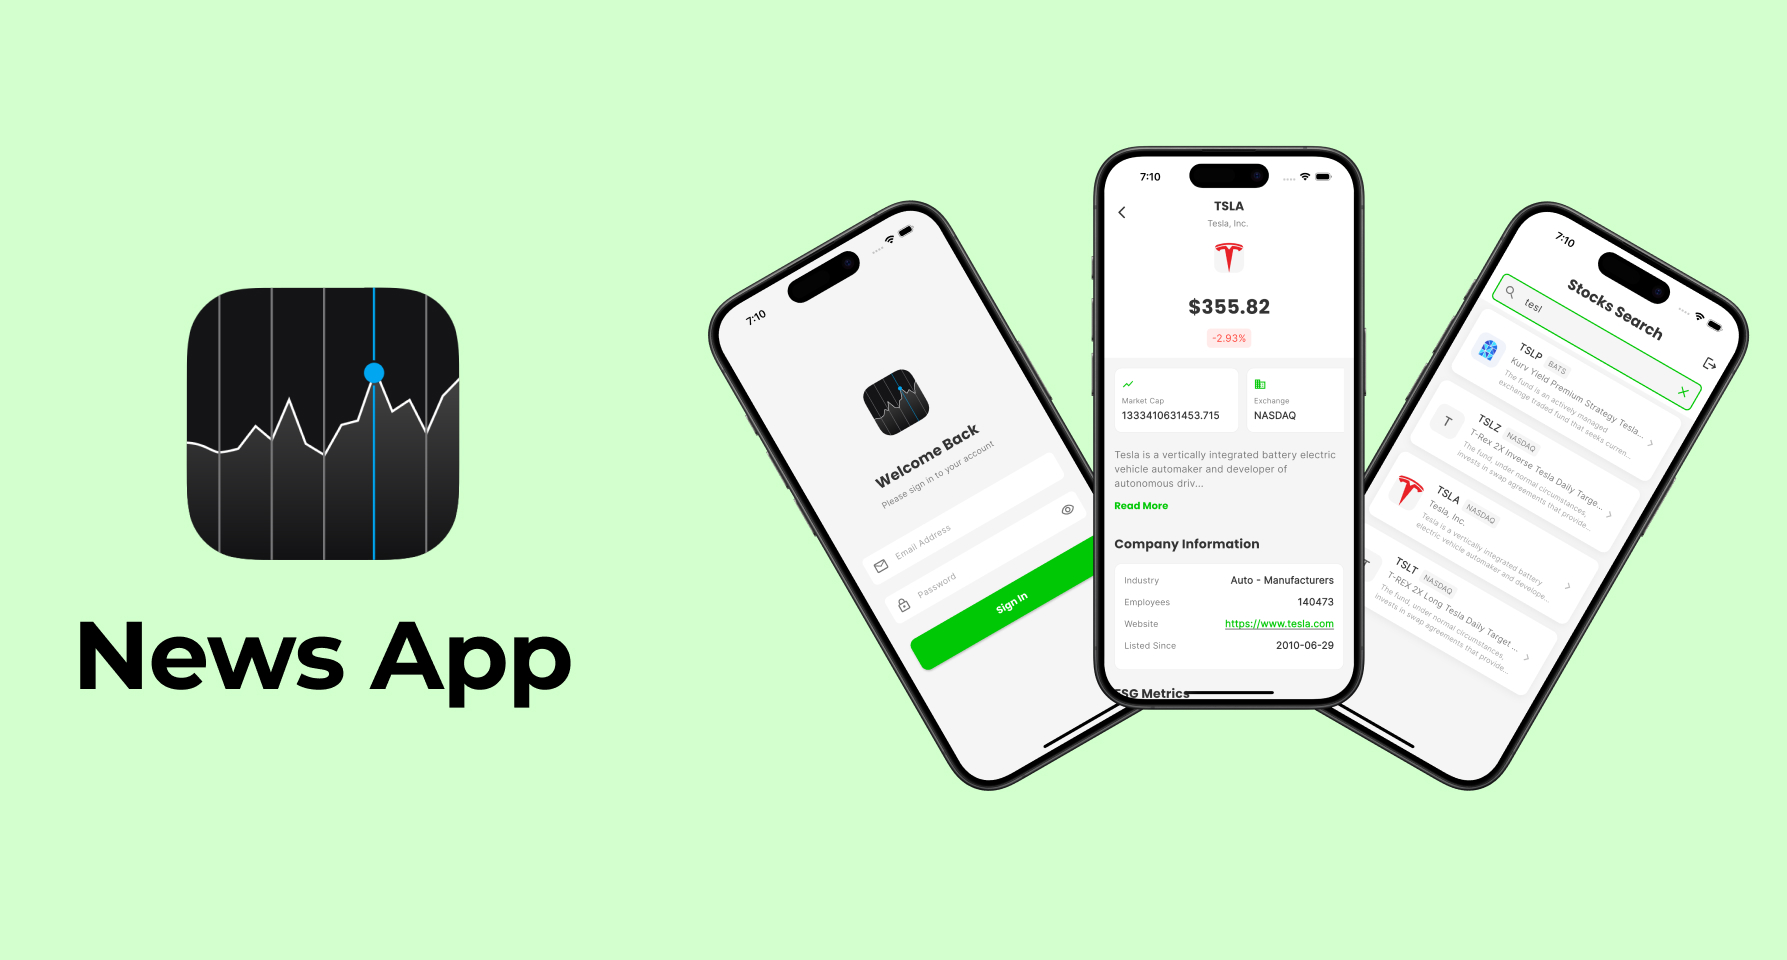 News App
7:10
Welcome Back
Please sign in to your account
Email Address
Password
Sign In
7:10
TSLA
Tesla, Inc.
$355.82
-2.93%
Market Cap
1333410631453.715
Exchange
NASDAQ
Tesla is a vertically integrated battery electric
vehicle automaker and developer of
autonomous driv...
Read More
Company Information
Industry
Auto - Manufacturers
Employees
140473
Website
https://www.tesla.com
Listed Since
2010-06-29
ESG Metrics
7:10
Stocks Search
tesl
TSLP BATS
Kurv Yield Premium Strategy Tesla...
The fund is an actively managed
exchange traded fund that seeks curren...
T
TSLZ NASDAQ
T-Rex 2X Inverse Tesla Daily Targe...
The fund, under normal circumstances,
invests in swap agreements that provide...
TSLA NASDAQ
Tesla, Inc.
Tesla is a vertically integrated battery
electric vehicle automaker and develope...
T
TSLT NASDAQ
T-REX 2X Long Tesla Daily Target ...
The fund, under normal circumstances,
invests in swap agreements that provide...